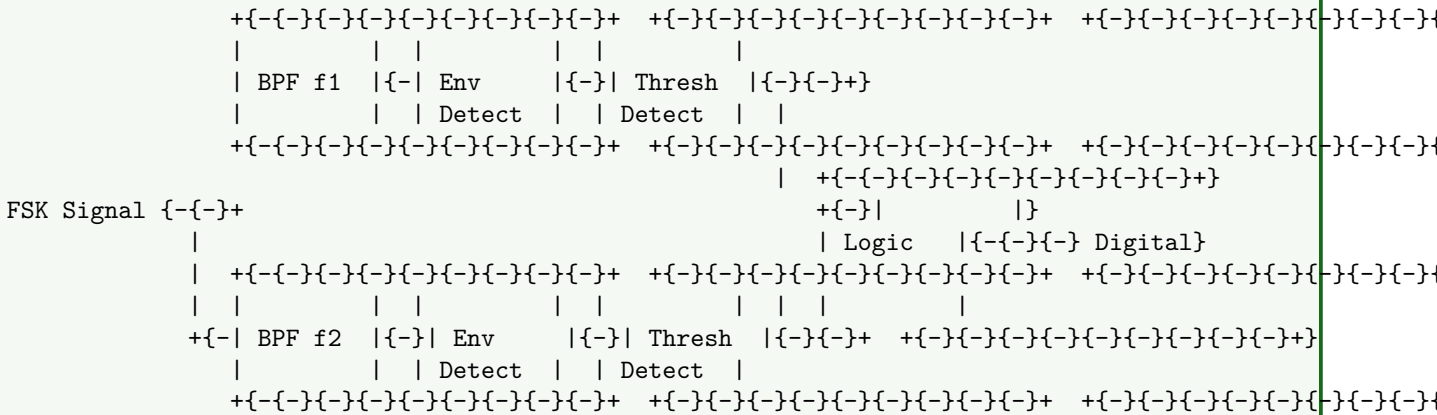 +{-{-}{-}{-}{-}{-}{-}{-}+ +{-}{-}{-}{-}{-}{-}{-}{-}{-}+ +{-}{-}{-}{-}{-}{-}{-}{
| | | | | |
| BPF f1 |{-| Env |{-}| Thresh |{-}{-}+}
| | | Detect | | Detect | |
+{-{-}{-}{-}{-}{-}{-}{-}+ +{-}{-}{-}{-}{-}{-}{-}{-}{-}+ +{-}{-}{-}{-}{-}{-}{-}{
| +{-{-}{-}{-}{-}{-}{-}{-}{-}+}
FSK Signal {-{-}+ +{-}| |}
| | Logic |{-{-}{-} Digital}
| +{-{-}{-}{-}{-}{-}{-}{-}+ +{-}{-}{-}{-}{-}{-}{-}{-}{-}+ +{-}{-}{-}{-}{-}{-}{-}{
| | | | | | | | | |
+{-| BPF f2 |{-}| Env |{-}| Thresh |{-}{-}+ +{-}{-}{-}{-}{-}{-}{-}{-}{-}+}
| | | Detect | | Detect |
+{-{-}{-}{-}{-}{-}{-}{-}+ +{-}{-}{-}{-}{-}{-}{-}{-}{-}+ +{-}{-}{-}{-}{-}{-}{-}{